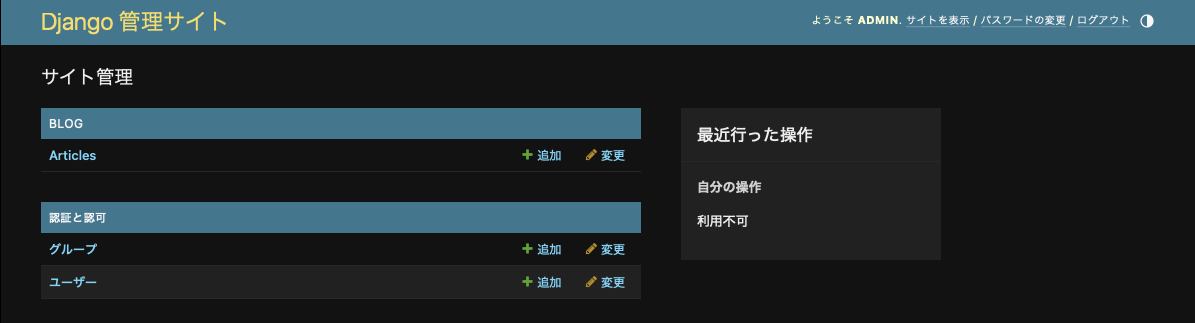 Django 管理サイト
ようこそ ADMIN. サイトを表示 / パスワードの変更 / ログアウト
サイト管理
BLOG
Articles 追加 変更
認証と認可
グループ 追加 変更
ユーザー 追加 変更
最近行った操作
自分の操作
利用不可